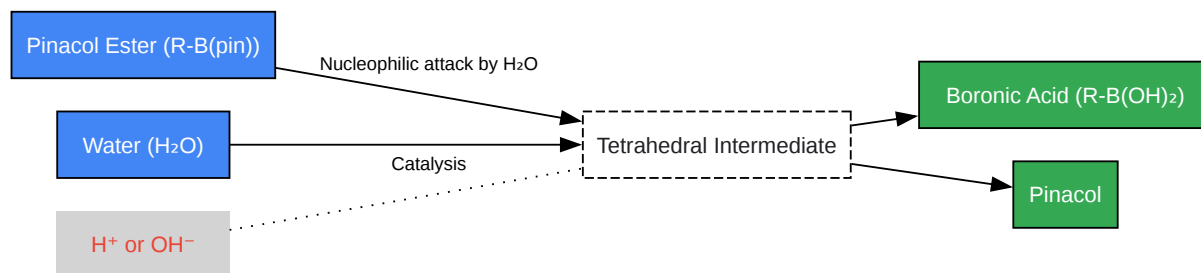 Pinacol Ester (R-B(pin))
Nucleophilic attack by H₂O
Boronic Acid (R-B(OH)₂)
Water (H₂O)
Tetrahedral Intermediate
Catalysis
Pinacol
H⁺ or OH⁻